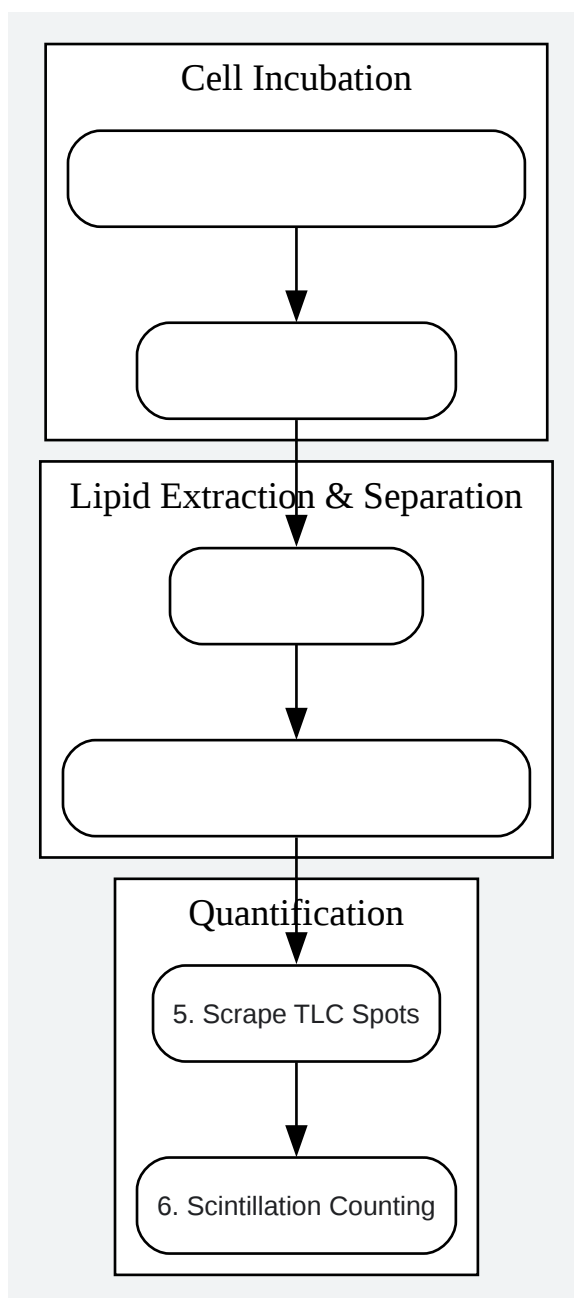 Cell Incubation
Lipid Extraction & Separation
Quantification
5. Scrape TLC Spots
6. Scintillation Counting